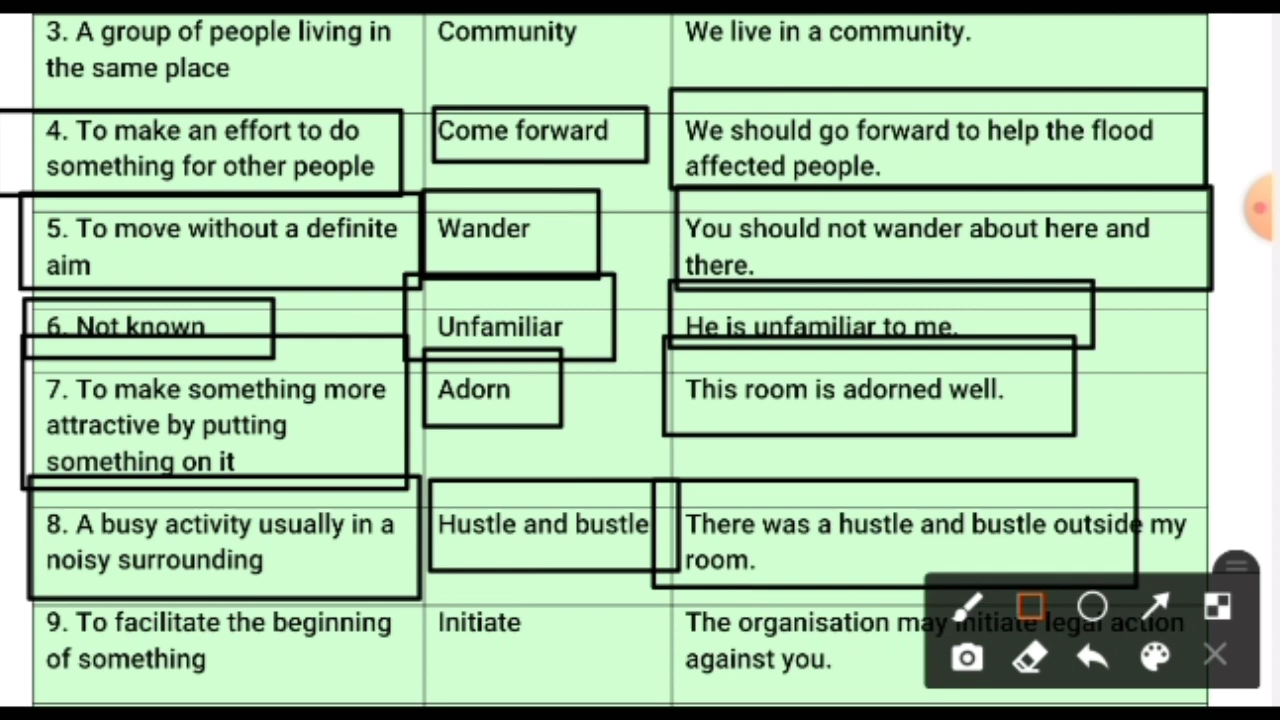 3. A group of people living in
the same place
Community
We live in a community.
4. To make an effort to do
something for other people
Come forward
We should go forward to help the flood
affected people.
5. To move without a definite
aim
Wander
You should not wander about here and
there.
6. Not known
Unfamiliar
He is unfamiliar to me.
7. To make something more
attractive by putting
something on it
Adorn
This room is adorned well.
8. A busy activity usually in a
noisy surrounding
Hustle and bustle
There was a hustle and bustle outside my
room.
9. To facilitate the beginning
of something
Initiate
The organisation may initiate legal action
against you.